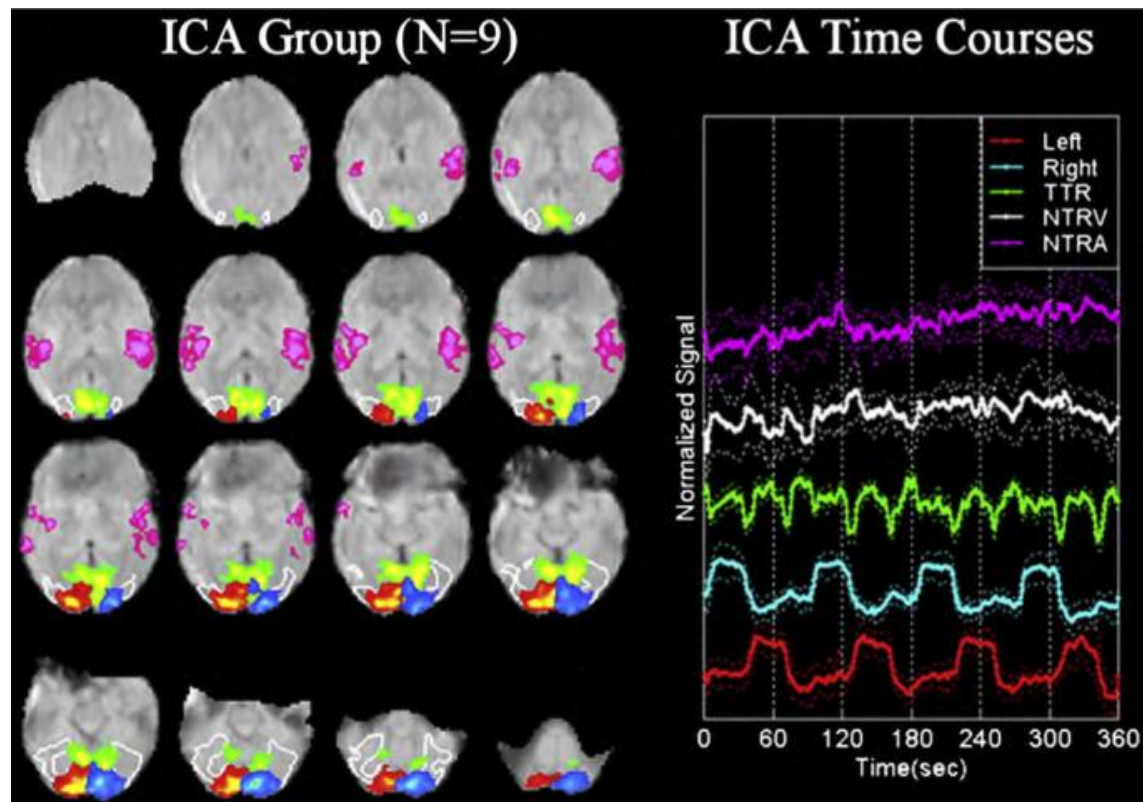 ICA Group (N=9)
ICA Time Courses
Left
Right
TTR
NTRV
NTRA
Normalized Signal
0 60 120 180 240 300 360
Time(sec)